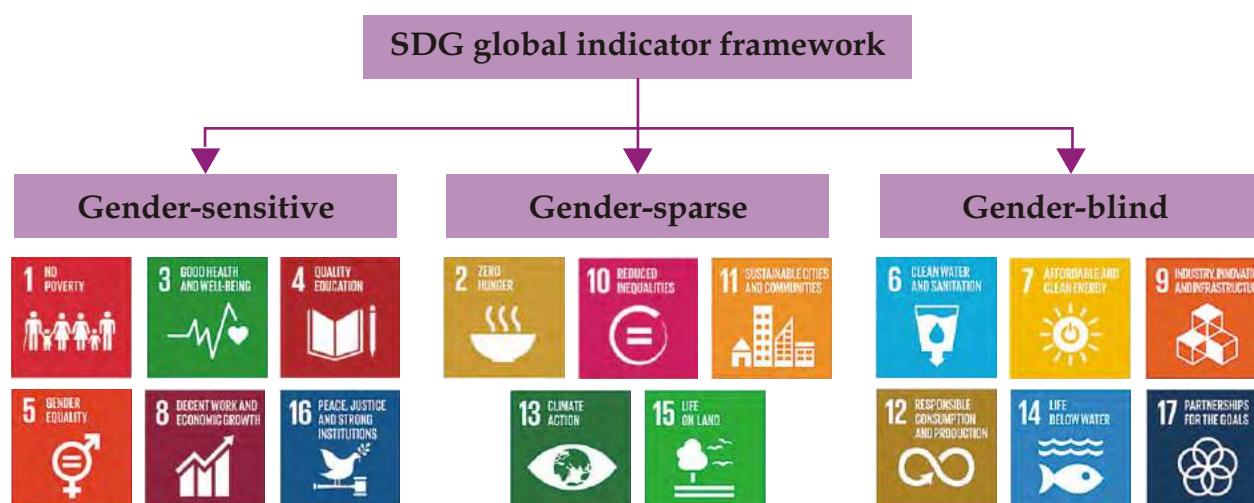 SDG global indicator framework
Gender-sensitive
1 NO
POVERTY
3 GOOD HEALTH
AND WELL-BEING
4 QUALITY
EDUCATION
5 GENDER
EQUALITY
8 DECENT WORK AND
ECONOMIC GROWTH
16 PEACE, JUSTICE
AND STRONG
INSTITUTIONS
Gender-sparse
2 ZERO
HUNGER
10 REDUCED
INEQUALITIES
11 SUSTAINABLE CITIES
AND COMMUNITIES
13 CLIMATE
ACTION
15 LIFE
ON LAND
Gender-blind
6 CLEAN WATER
AND SANITATION
7 AFFORDABLE AND
CLEAN ENERGY
9 INDUSTRY, INNOVATIO
AND INFRASTRUCTU
12 RESPONSIBLE
CONSUMPTION
AND PRODUCTION
14 LIFE
BELOW WATER
17 PARTNERSHIPS
FOR THE GOALS